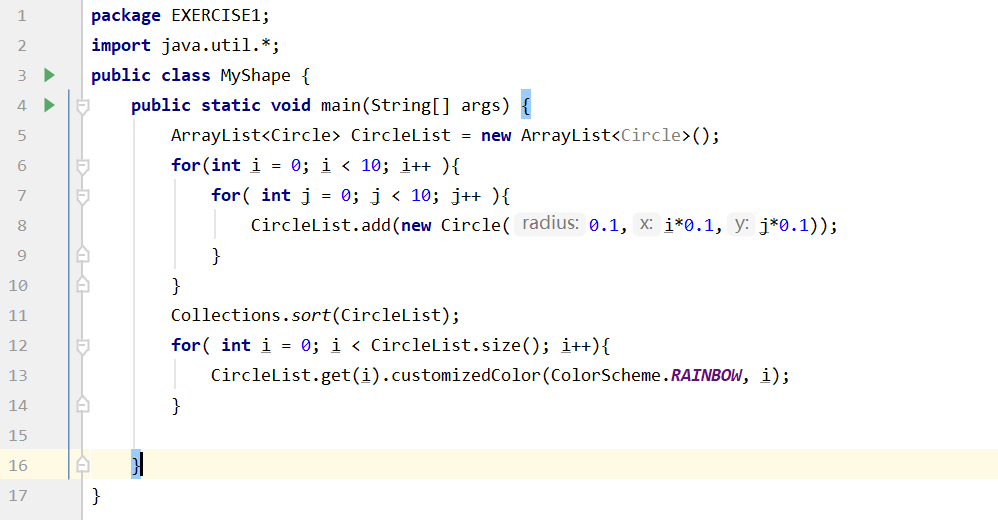 1 package EXERCISE1;
2 import java.util.*;
3 public class MyShape {
4 public static void main(String[] args) {
5 ArrayList<Circle> CircleList = new ArrayList<Circle>();
6 for(int i = 0; i < 10; i++ ){
7 for( int j = 0; j < 10; j++ ){
8 CircleList.add(new Circle( radius: 0.1, x: i*0.1, y: j*0.1));
9 }
10 }
11 Collections.sort(CircleList);
12 for( int i = 0; i < CircleList.size(); i++){
13 CircleList.get(i).customizedColor(ColorScheme.RAINBOW, i);
14 }
15
16 }
17 }